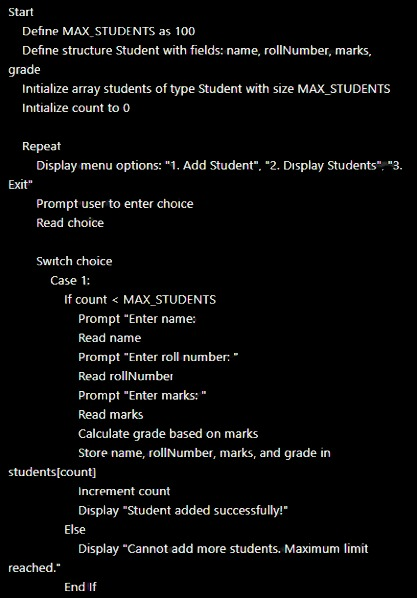 Start
Define MAX_STUDENTS as 100
Define structure Student with fields: name, rollNumber, marks,
grade
Initialize array students of type Student with size MAX_STUDENTS
Initialize count to 0
Repeat
Display menu options: "1. Add Student", "2. Display Students", "3.
Exit"
Prompt user to enter choice
Read choice
Switch choice
Case 1:
If count < MAX_STUDENTS
Prompt "Enter name:
Read name
Prompt "Enter roll number: "
Read rollNumber
Prompt "Enter marks: "
Read marks
Calculate grade based on marks
Store name, rollNumber, marks, and grade in
students[count]
Increment count
Display "Student added successfully!"
Else
Display "Cannot add more students. Maximum limit
reached."
End If